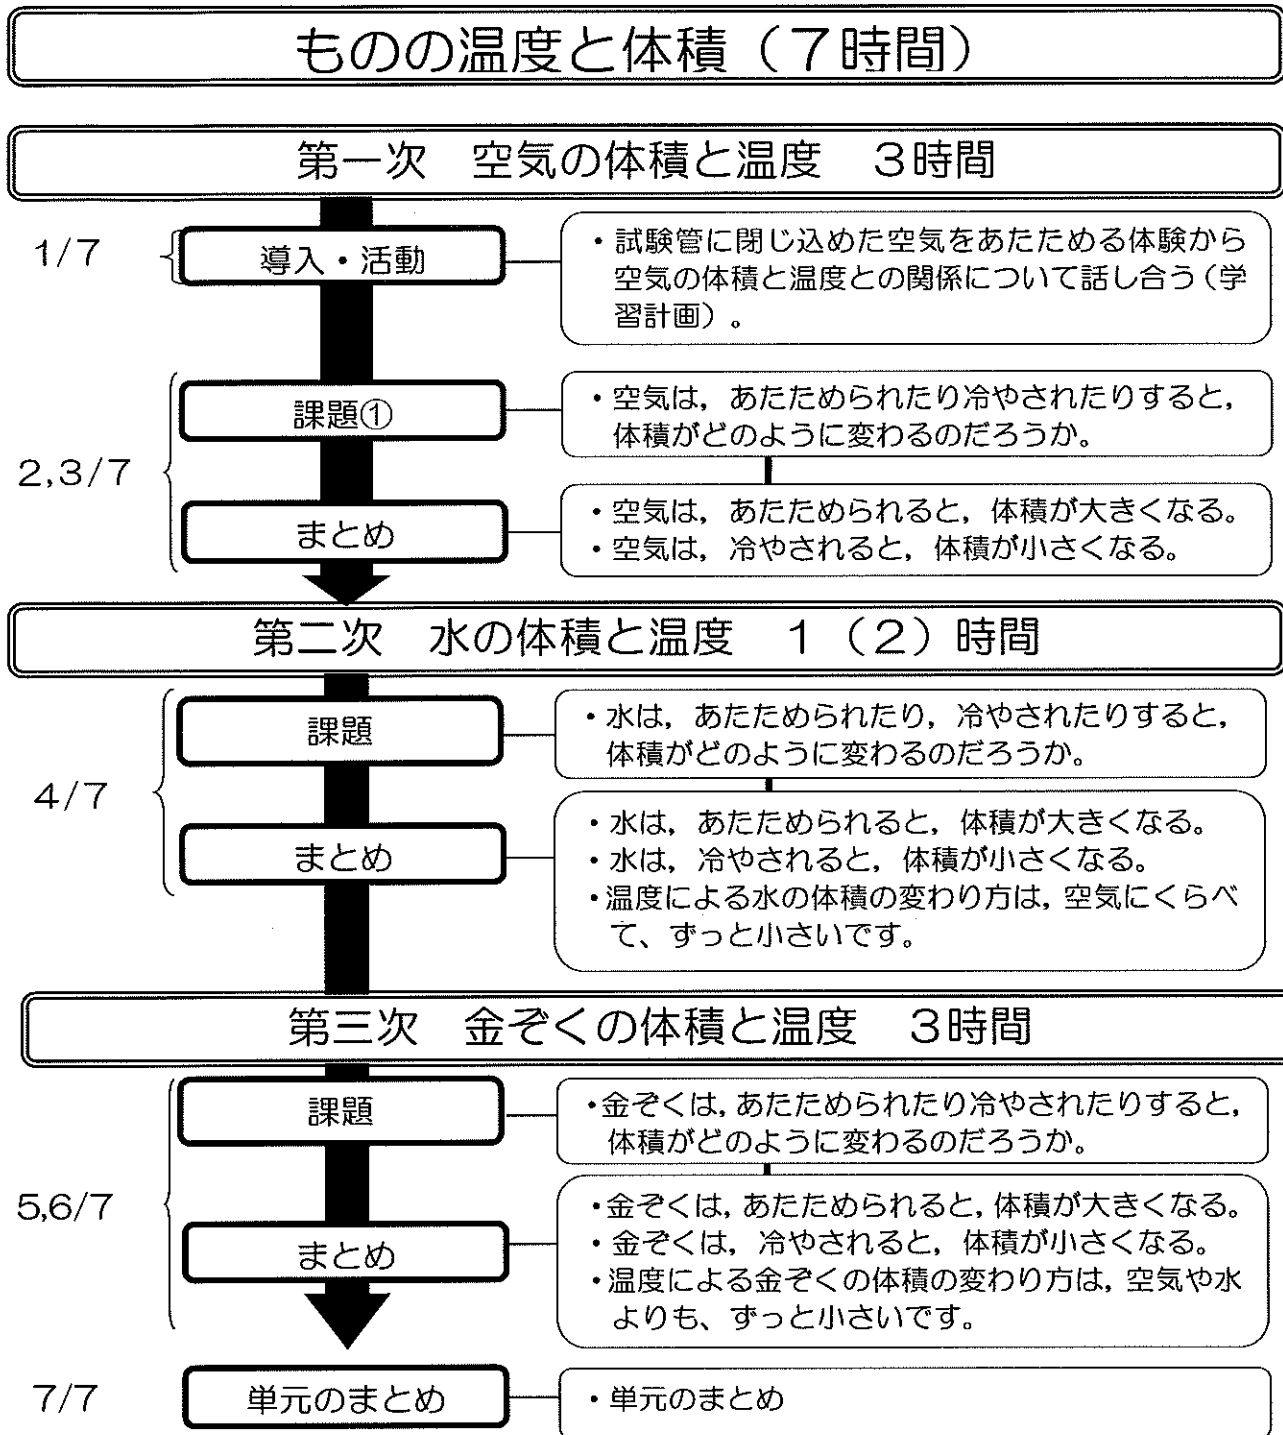 ものの温度と体積（７時間）
第一次　空気の体積と温度　３時間
1/7
導入・活動
・試験管に閉じ込めた空気をあたためる体験から
空気の体積と温度との関係について話し合う（学
習計画）。
2,3/7
課題①
・空気は，あたためられたり冷やされたりすると，
体積がどのように変わるのだろうか。
まとめ
・空気は，あたためられると，体積が大きくなる。
・空気は，冷やされると，体積が小さくなる。
第二次　水の体積と温度　１（２）時間
4/7
課題
・水は，あたためられたり，冷やされたりすると，
体積がどのように変わるのだろうか。
まとめ
・水は，あたためられると，体積が大きくなる。
・水は，冷やされると，体積が小さくなる。
・温度による水の体積の変わり方は，空気にくらべ
て、ずっと小さいです。
第三次　金ぞくの体積と温度　３時間
5,6/7
課題
・金ぞくは，あたためられたり冷やされたりすると，
体積がどのように変わるのだろうか。
まとめ
・金ぞくは，あたためられると，体積が大きくなる。
・金ぞくは，冷やされると，体積が小さくなる。
・温度による金ぞくの体積の変わり方は，空気や水
よりも、ずっと小さいです。
7/7
単元のまとめ
・単元のまとめ